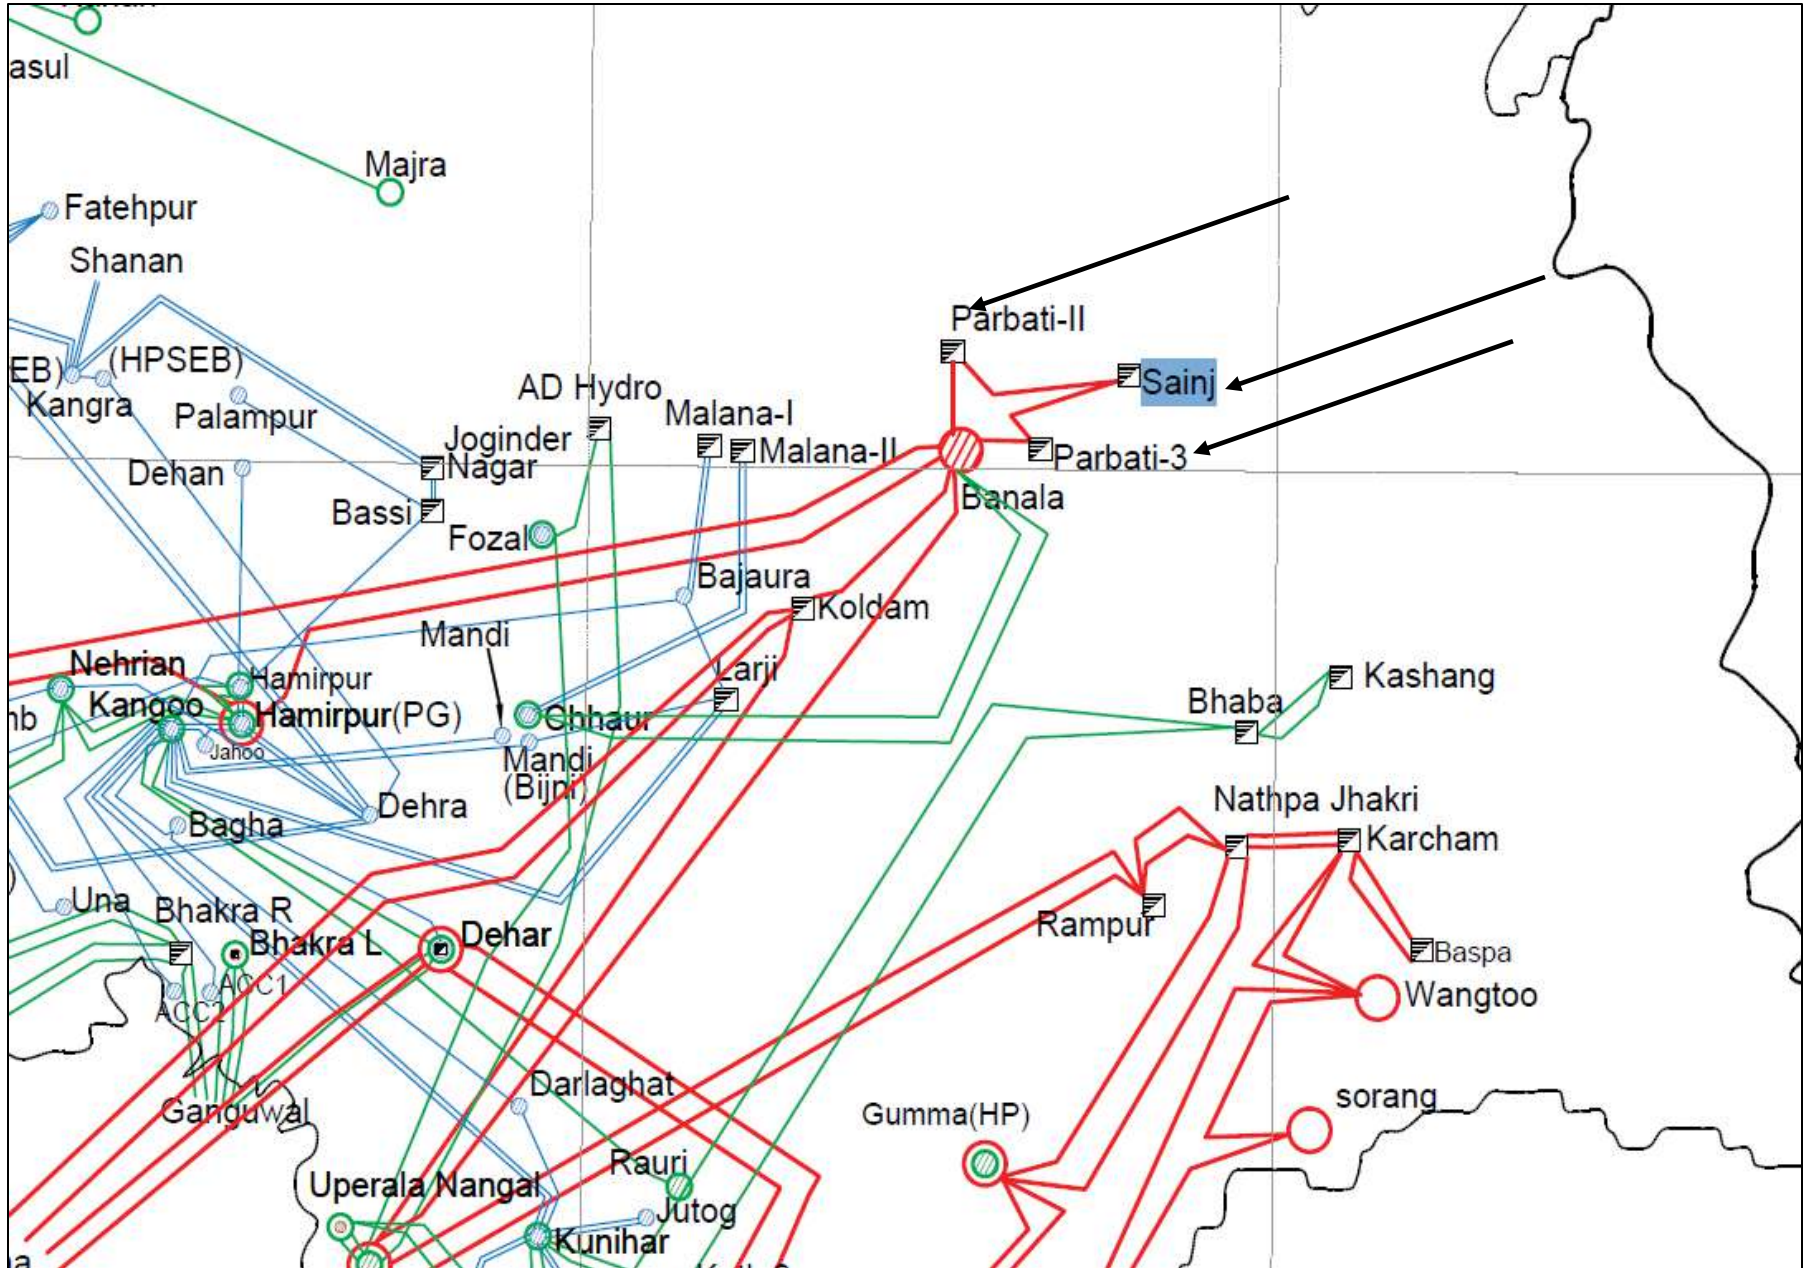 asul
Majra
Fatehpur
Shanan
Parbati-II
EB)
(HPSEB)
Sainj
Kangra
Palampur
AD Hydro
Malana-I
Joginder
Nagar
Malana-II
Parbati-3
Dehan
Bassi
Banala
Fozal
Bajaura
Koldam
Mandi
Nehrian
Hamirpur
Larji
Kashang
Kangoo
Bhaba
mb
Hamirpur(PG)
Chhaur
Jahoo
Mandi
(Bijni)
Dehra
Bagha
Nathpa Jhakri
Karcham
Una
Bhakra R
Rampur
Bhakra L
Dehar
Baspa
ACC1
ACC2
Wangtoo
Darlaghat
sorang
Ganguwal
Gumma(HP)
Rauri
Uperala Nangal
Jutog
Kunihar